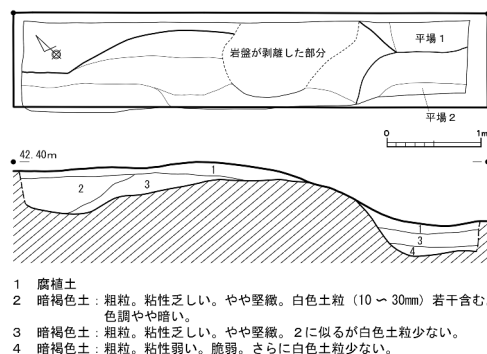 平場1
岩盤が剥離した部分
平場2
0 1m
42.40m
1
2
3
1
3
4
1 腐植土
2 暗褐色土：粗粒。粘性乏しい。やや堅緻。白色土粒（10～30mm）若干含む。
色調やや暗い。
3 暗褐色土：粗粒。粘性乏しい。やや堅緻。2に似るが白色土粒少ない。
4 暗褐色土：粗粒。粘性弱い。脆弱。さらに白色土粒少ない。